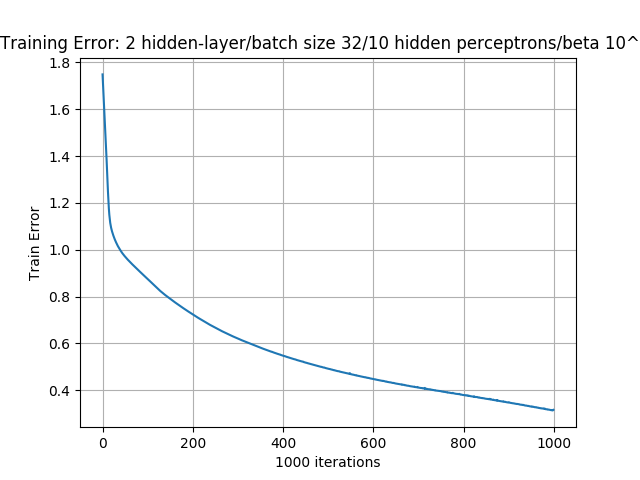 Training Error: 2 hidden-layer/batch size 32/10 hidden perceptrons/beta 10^
1.8
1.6
1.4
1.2
1.0
0.8
0.6
0.4
Train Error
0 200 400 600 800 1000
1000 iterations